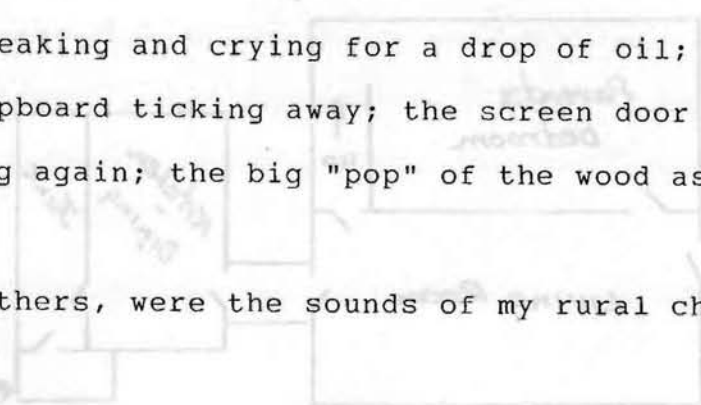 eaking and crying for a drop of oil;
pboard ticking away; the screen door
g again; the big "pop" of the wood as
thers, were the sounds of my rural ch